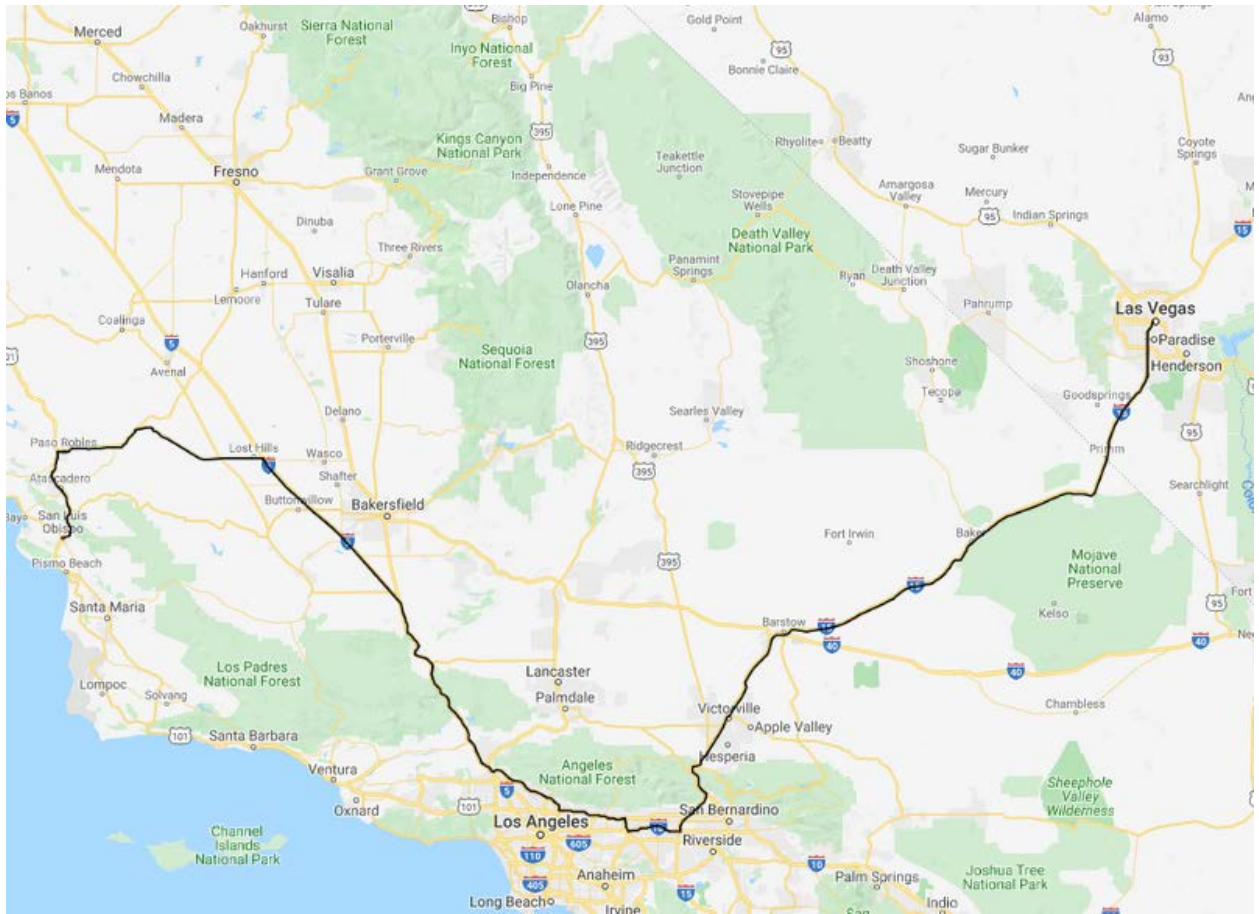 Merced
Oakhurst
Sierra National
Forest
Bishop
Gold Point
95
Alamo
93
Chowchilla
Inyo National
Forest
Bonnie Claire
os Banos
Big Pine
5
Madera
395
Kings Canyon
National Park
Rhyolite
Beatty
Sugar Bunker
Coyote
Springs
Mendota
Fresno
Grant Grove
Independence
Teakettle
Junction
Amargosa
Valley
Mercury
Stovepipe
Wells
95
Indian Springs
Dinuba
Lone Pine
15
Three Rivers
Death Valley
National Park
Hanford
Visalia
Panamint
Springs
Ryan
Death Valley
Junction
Lemoore
Tulare
Olancha
Pahrump
Las Vegas
Coalinga
Porterville
395
Paradise
5
101
Sequoia
National Forest
Shoshone
Henderson
Avenal
Tecopa
Goodsprings
Delano
Searles Valley
15
95
Paso Robles
Lost Hills
Wasco
Ridgecrest
Primm
5
395
Atascadero
Shafter
Searchlight
Buttonwillow
Bakersfield
Bay
San Luis
Obispo
Baker
5
Fort Irwin
Pismo Beach
395
Mojave
National
Preserve
15
Santa Maria
95
Kelso
Fort
Barstow
15
40
40
Los Padres
National Forest
Lancaster
40
Lompoc
Solvang
Palmdale
Victorville
Chambless
101
Santa Barbara
Apple Valley
Hesperia
Ventura
Angeles
National Forest
5
Oxnard
101
San Bernardino
Sheephole
Valley
Wilderness
Channel
Islands
National Park
Los Angeles
Riverside
605
110
10
Anaheim
Palm Springs
Joshua Tree
National Park
405
15
Long Beach
Irvine
San
Indio